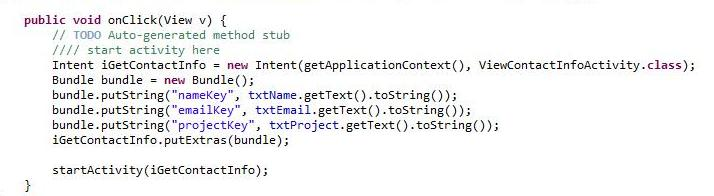 public void onClick(View v) {
// TODO Auto-generated method stub
//// start activity here
Intent iGetContactInfo = new Intent(getApplicationContext(), ViewContactInfoActivity.class);
Bundle bundle = new Bundle();
bundle.putString("nameKey", txtName.getText().toString());
bundle.putString("emailKey", txtEmail.getText().toString());
bundle.putString("projectKey", txtProject.getText().toString());
iGetContactInfo.putExtras(bundle);
startActivity(iGetContactInfo);
}